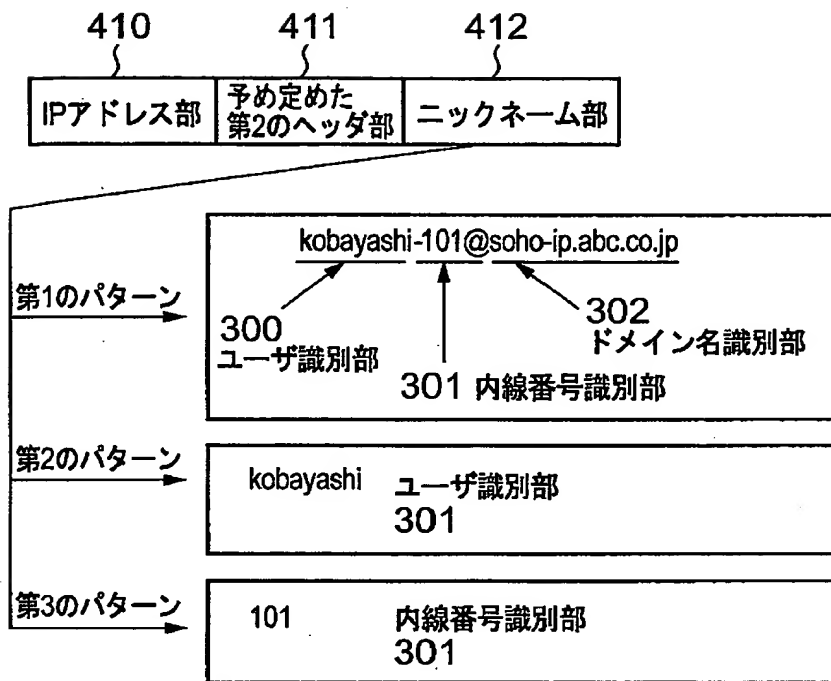 410 411 412
IPアドレス部 予め定めた ニックネーム部
第2のヘッダ部
kobayashi-101@soho-ip.abc.co.jp
第1のパターン
300 302
ユーザ識別部 ドメイン名識別部
301 内線番号識別部
第2のパターン
kobayashi ユーザ識別部
301
第3のパターン
101 内線番号識別部
301